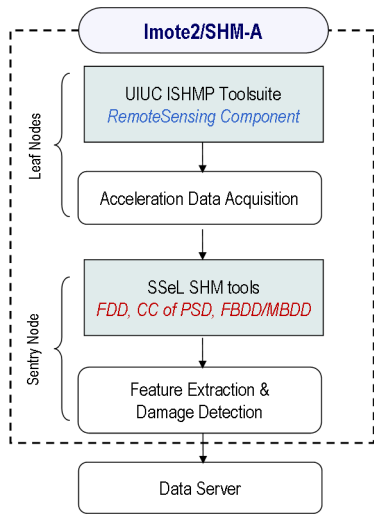 Imote2/SHM-A
Leaf Nodes
UIUC ISHMP Toolsuite
RemoteSensing Component
Acceleration Data Acquisition
Sentry Node
SSeL SHM tools
FDD, CC of PSD, FBDD/MBDD
Feature Extraction &
Damage Detection
Data Server